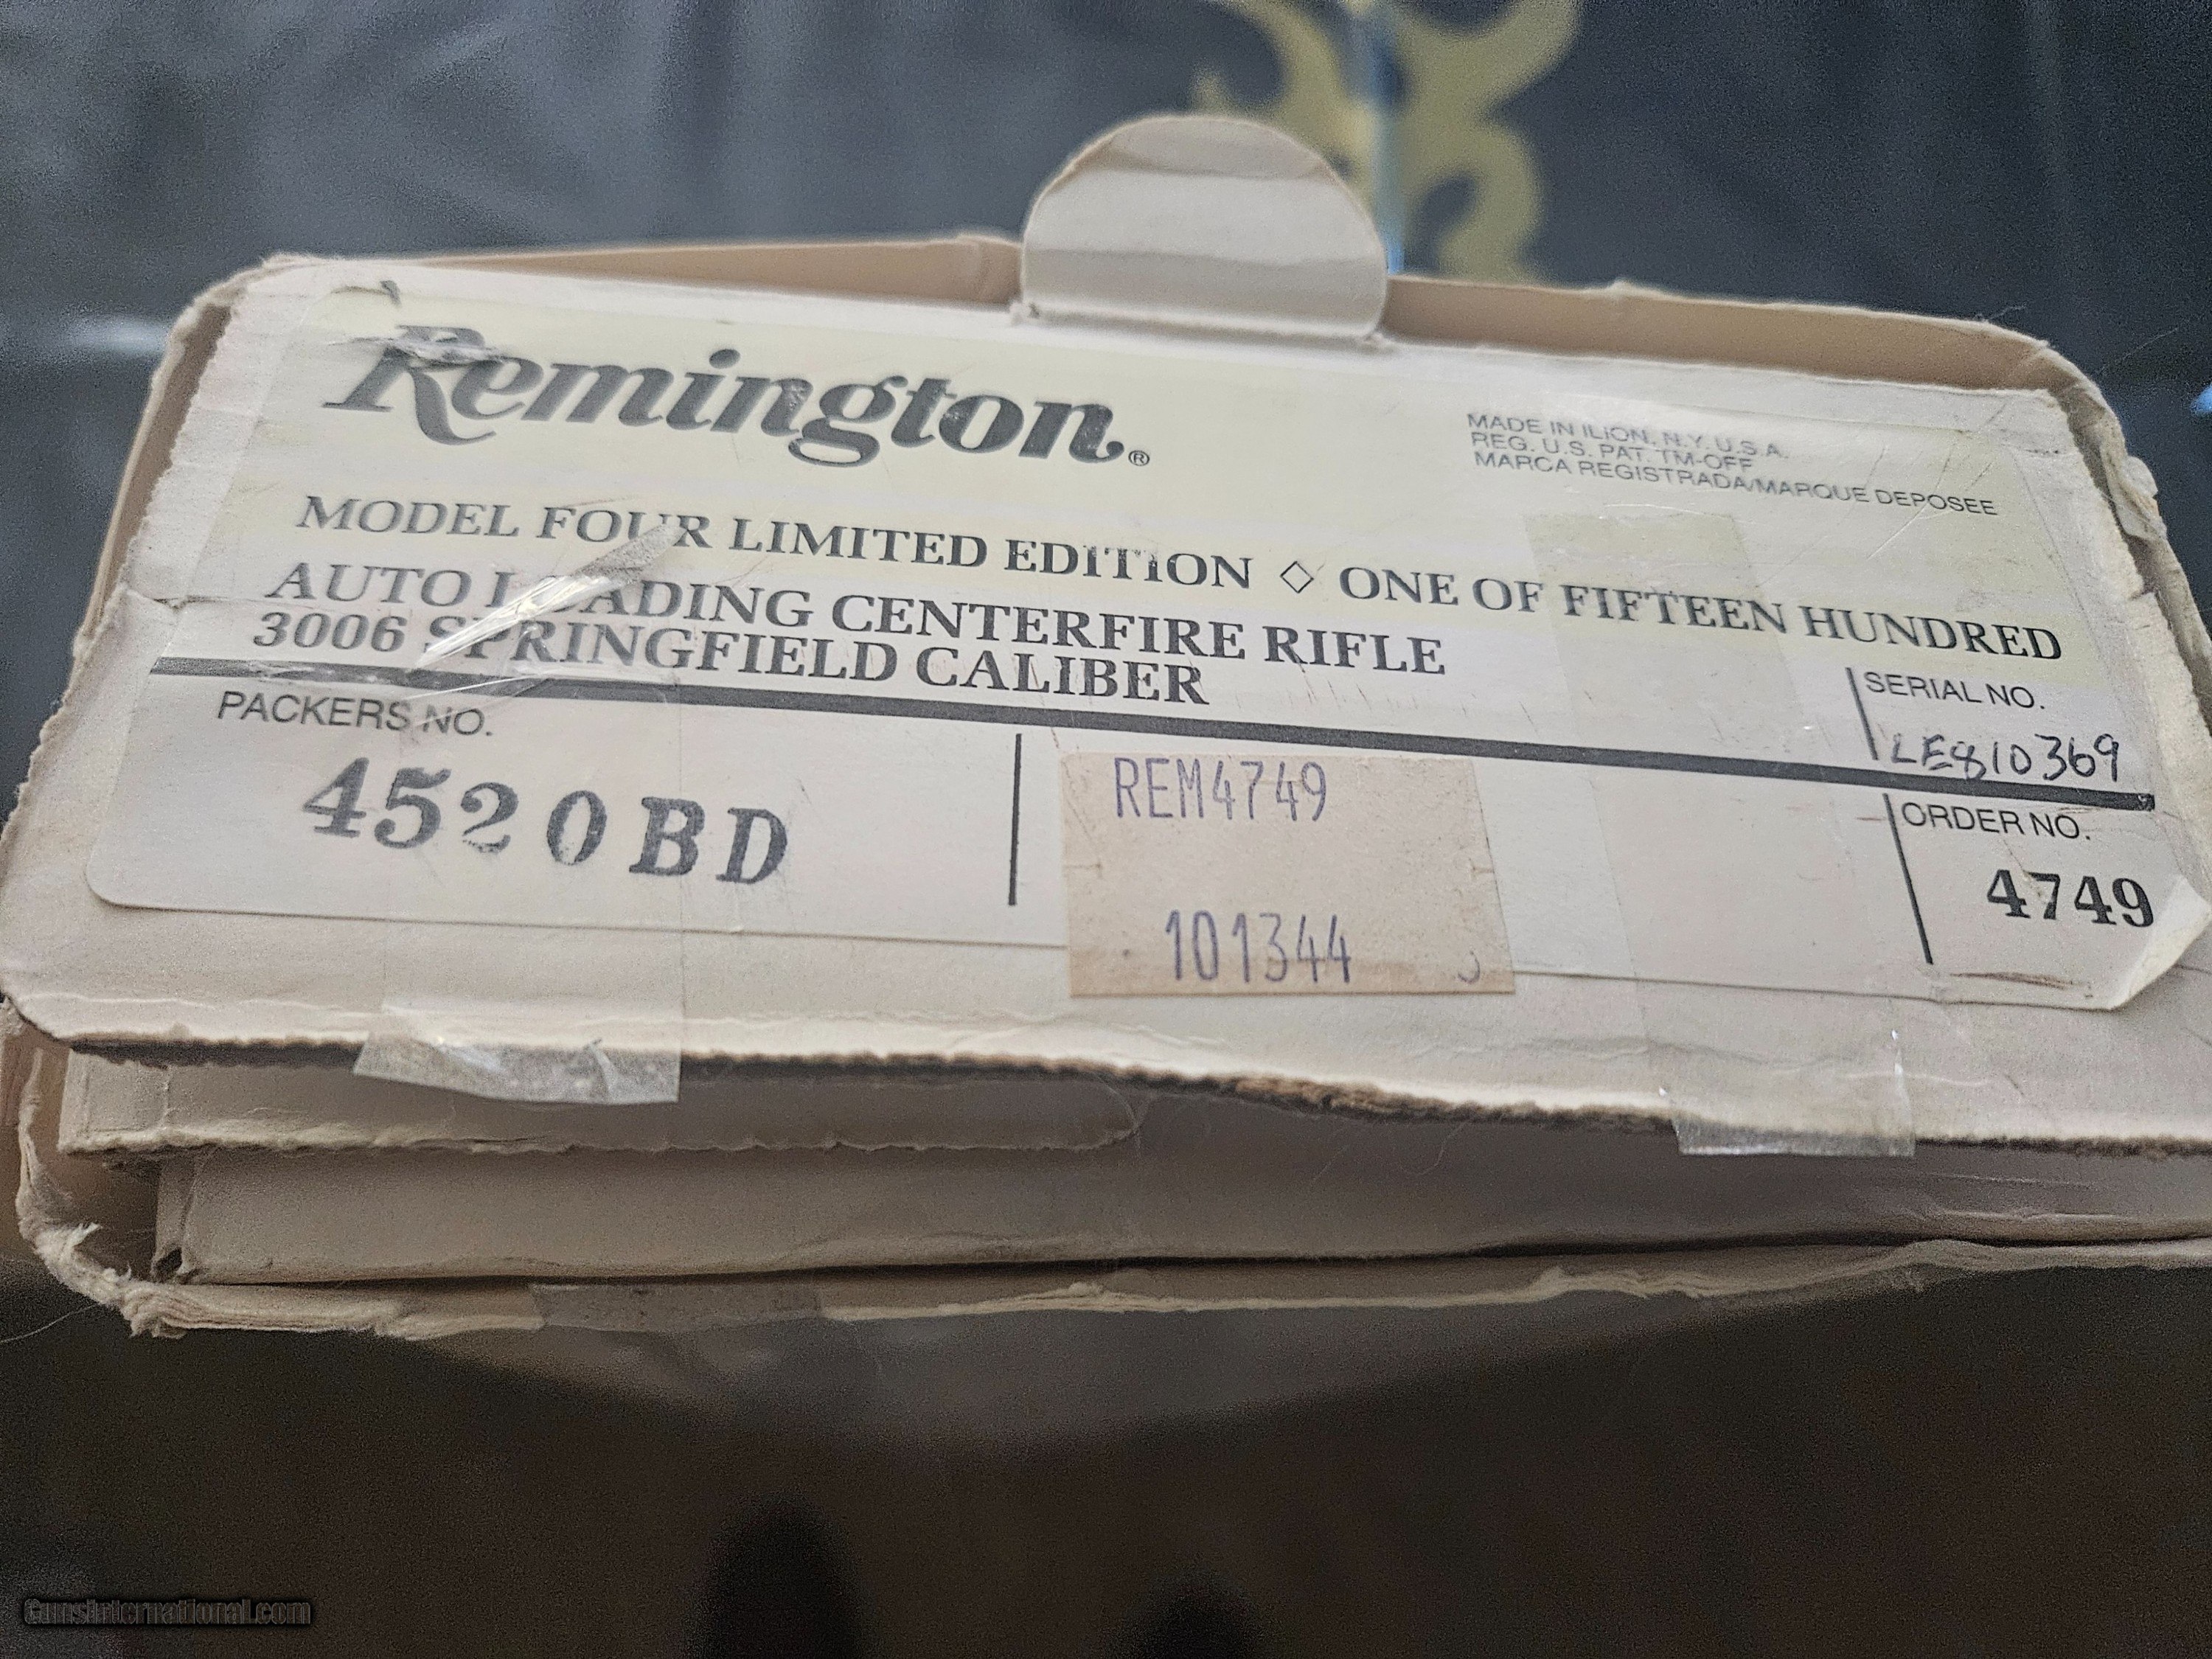 Remington®
MADE IN ILION, N.Y. U.S.A.
REG. U.S. PAT. TM-OFF
MARCA REGISTRADA/MARQUE DEPOSEE
MODEL FOUR LIMITED EDITION ◇ ONE OF FIFTEEN HUNDRED
AUTO LOADING CENTERFIRE RIFLE
3006 SPRINGFIELD CALIBER
SERIAL NO.
LE810369
PACKERS NO.
4520BD
REM4749
101344
ORDER NO.
4749
GunsInternational.com